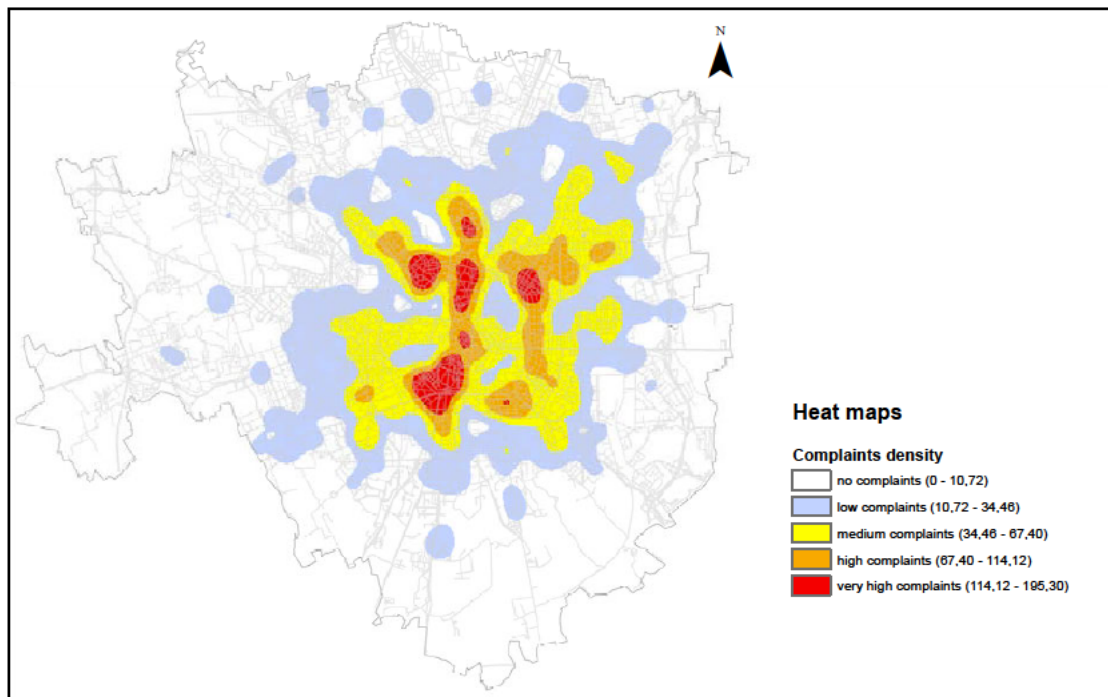 N
Heat maps
Complaints density
no complaints (0 - 10,72)
low complaints (10,72 - 34,46)
medium complaints (34,46 - 67,40)
high complaints (67,40 - 114,12)
very high complaints (114,12 - 195,30)